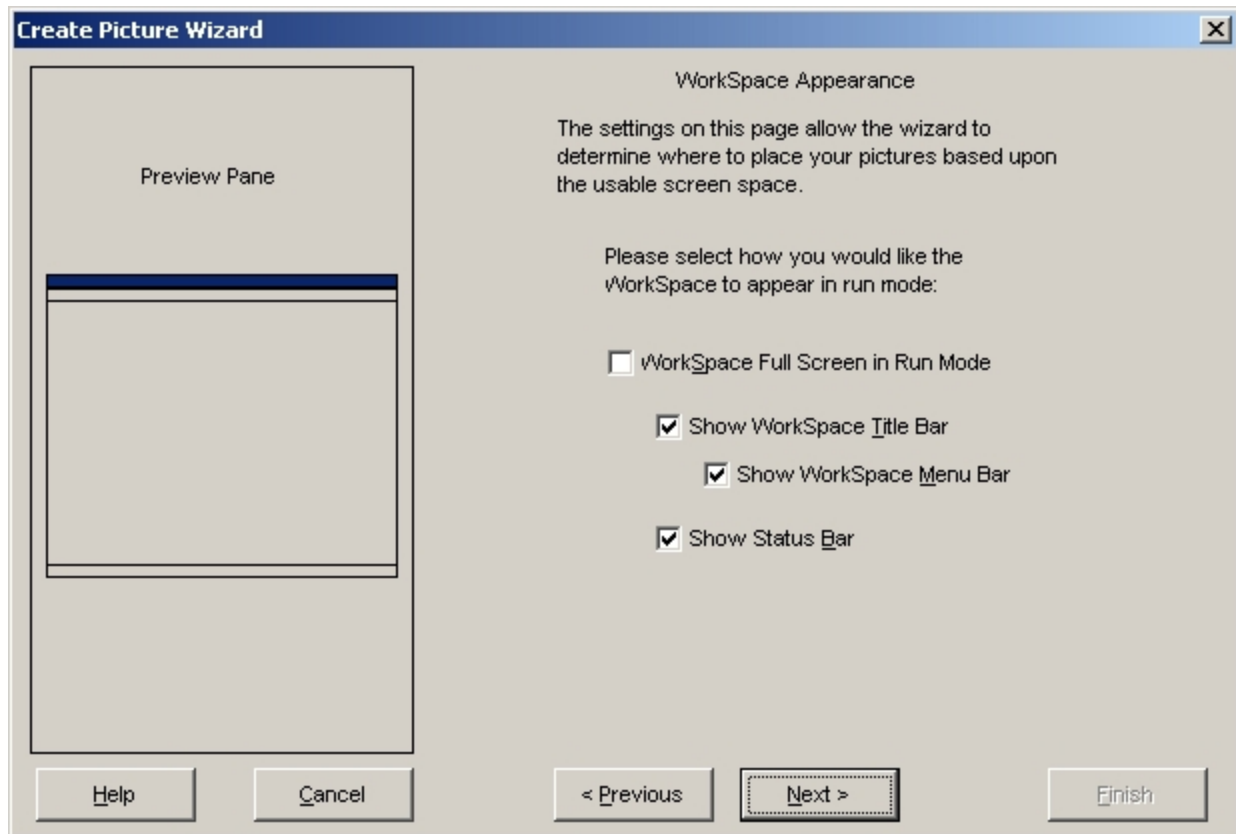 Create Picture Wizard
Preview Pane
WorkSpace Appearance
The settings on this page allow the wizard to
determine where to place your pictures based upon
the usable screen space.
Please select how you would like the
WorkSpace to appear in run mode:
WorkSpace Full Screen in Run Mode
Show WorkSpace Title Bar
Show WorkSpace Menu Bar
Show Status Bar
Help
Cancel
< Previous
Next >
Finish